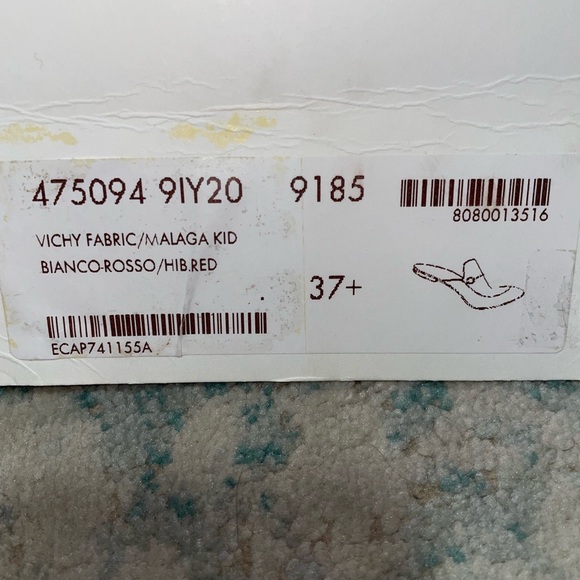 475094 9IY20 9185
8080013516
VICHY FABRIC/MALAGA KID
BIANCO-ROSSO/HIB.RED
37+
ECAP741155A